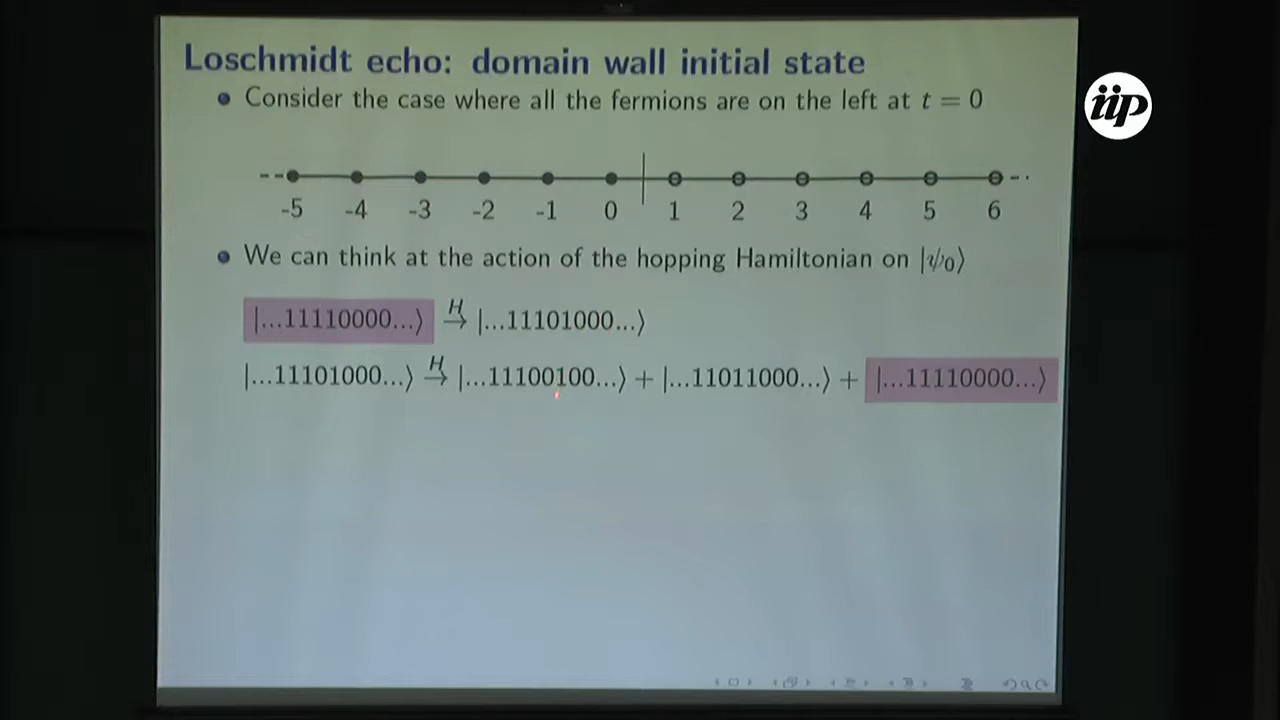 Loschmidt echo: domain wall initial state
Consider the case where all the fermions are on the left at t = 0
-5 -4 -3 -2 -1 0 1 2 3 4 5 6
We can think at the action of the hopping Hamiltonian on |ψ₀⟩
|...11110000...⟩ H→ |...11101000...⟩
|...11101000...⟩ H→ |...11100100...⟩ + |...11011000...⟩ + |...11110000...⟩
iip